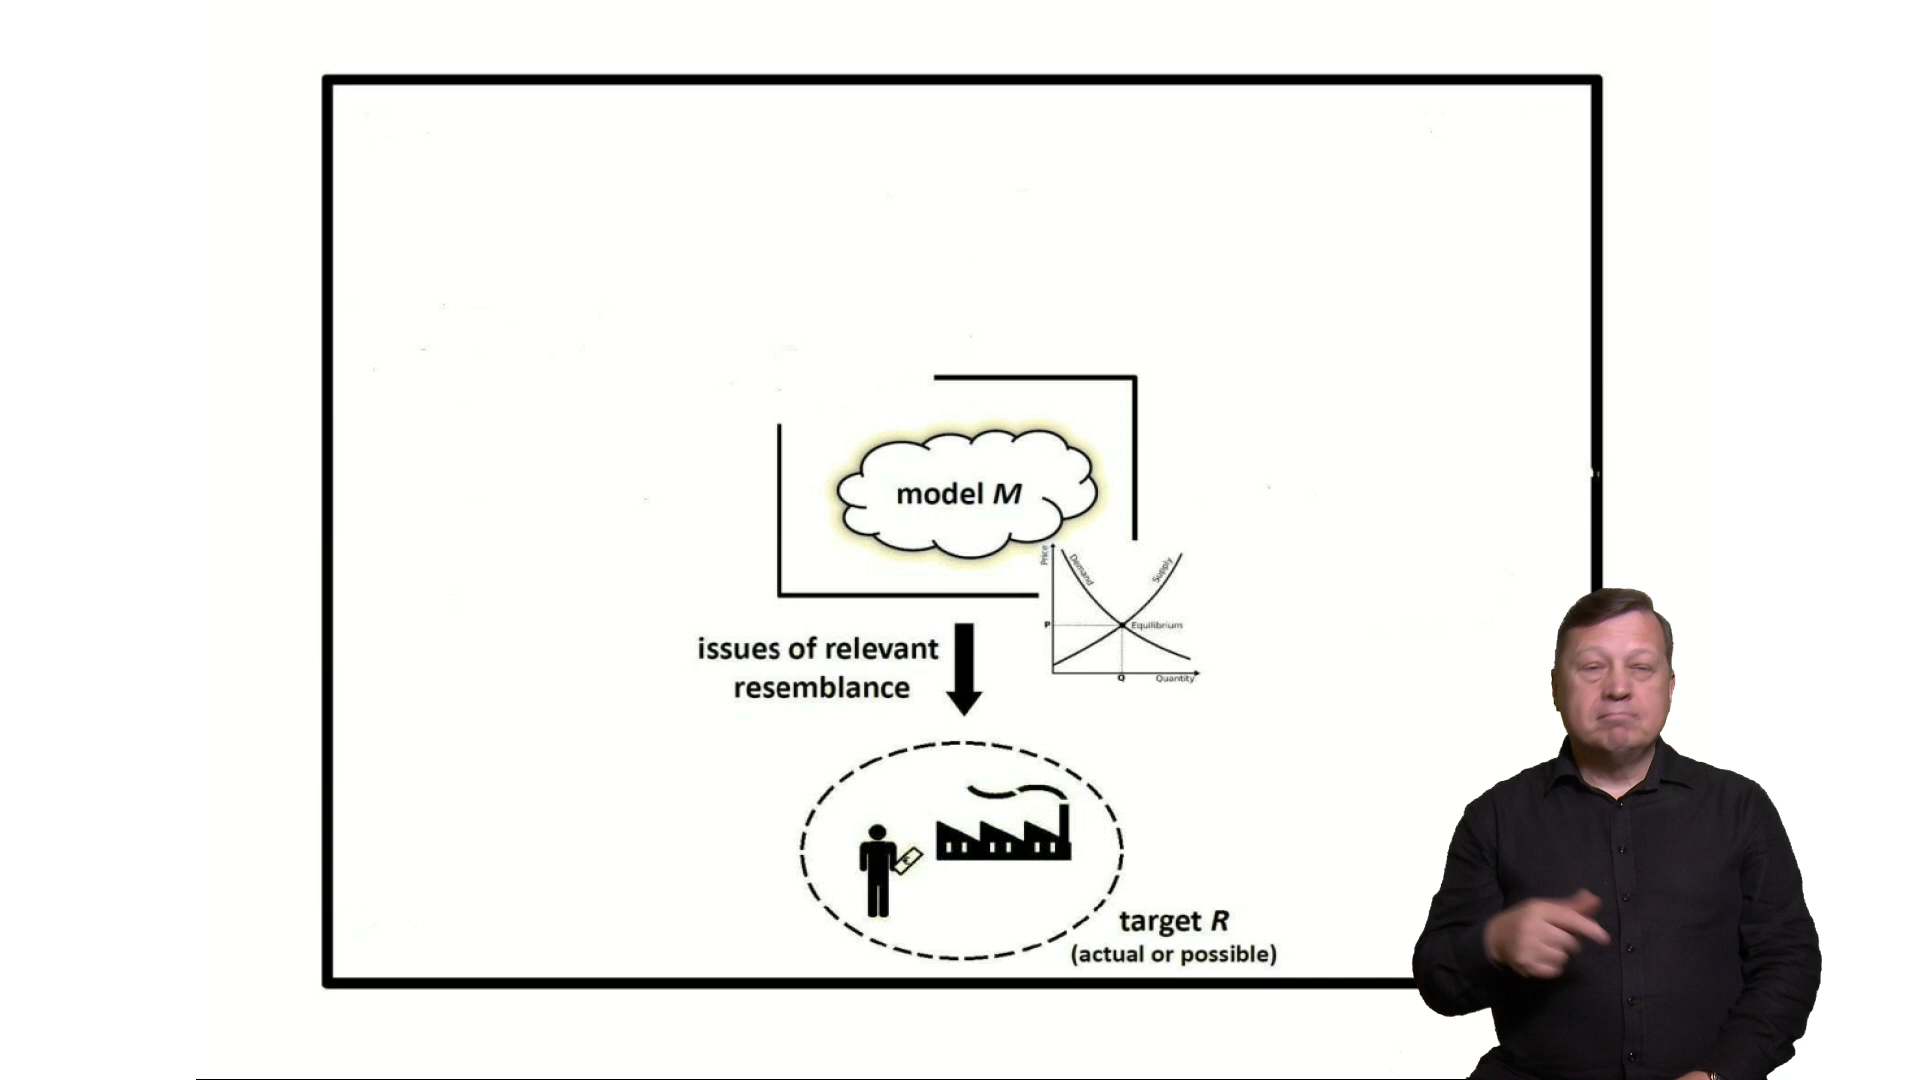 model M
Price
Demand
Supply
P
Equilibrium
Q
Quantity
issues of relevant
resemblance
€
target R
(actual or possible)